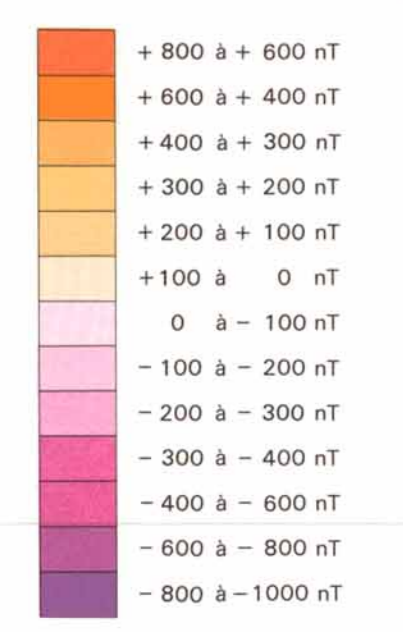 + 800 à + 600 nT
+ 600 à + 400 nT
+ 400 à + 300 nT
+ 300 à + 200 nT
+ 200 à + 100 nT
+100 à 0 nT
0 à - 100 nT
- 100 à - 200 nT
- 200 à - 300 nT
- 300 à - 400 nT
- 400 à - 600 nT
- 600 à - 800 nT
- 800 à -1000 nT